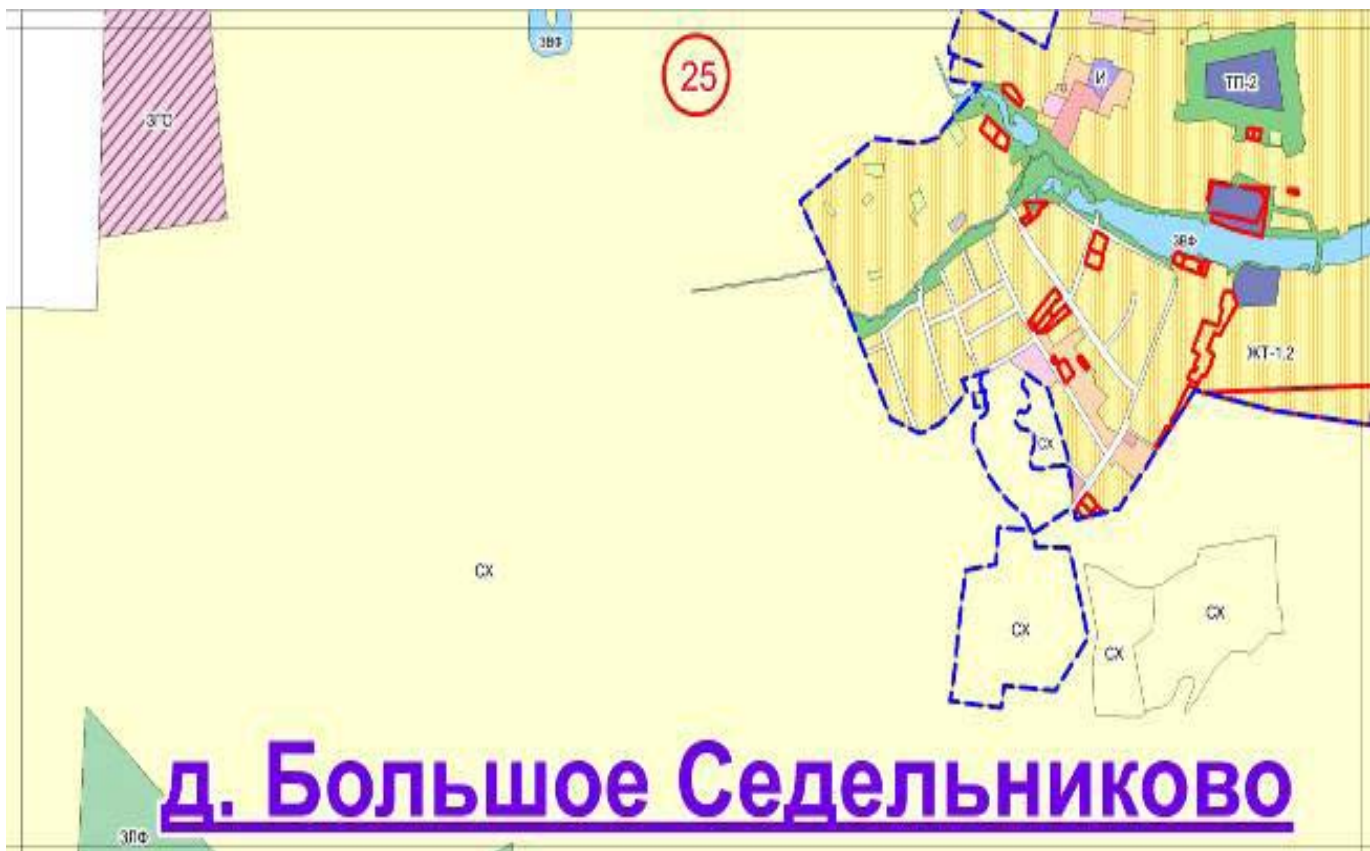 ЗВФ
25
И
ТП-2
ЗГС
ЗВФ
ЖТ-1.2
СХ
СХ
СХ
СХ
СХ
д. Большое Седельниково
ЗЛФ